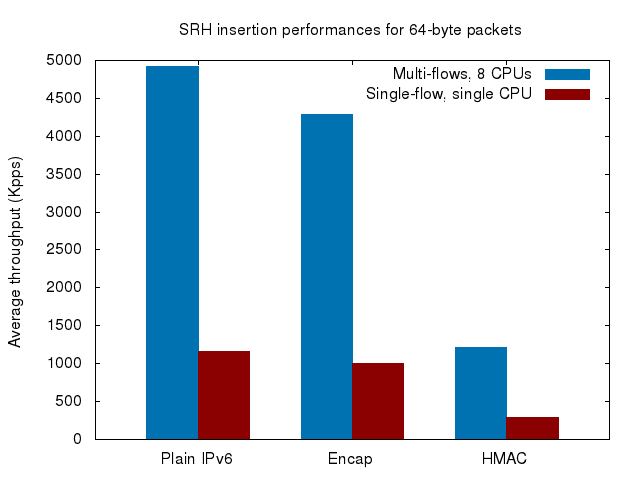 SRH insertion performances for 64-byte packets
Multi-flows, 8 CPUs
Single-flow, single CPU
Average throughput (Kpps)
5000
4500
4000
3500
3000
2500
2000
1500
1000
500
0
Plain IPv6
Encap
HMAC